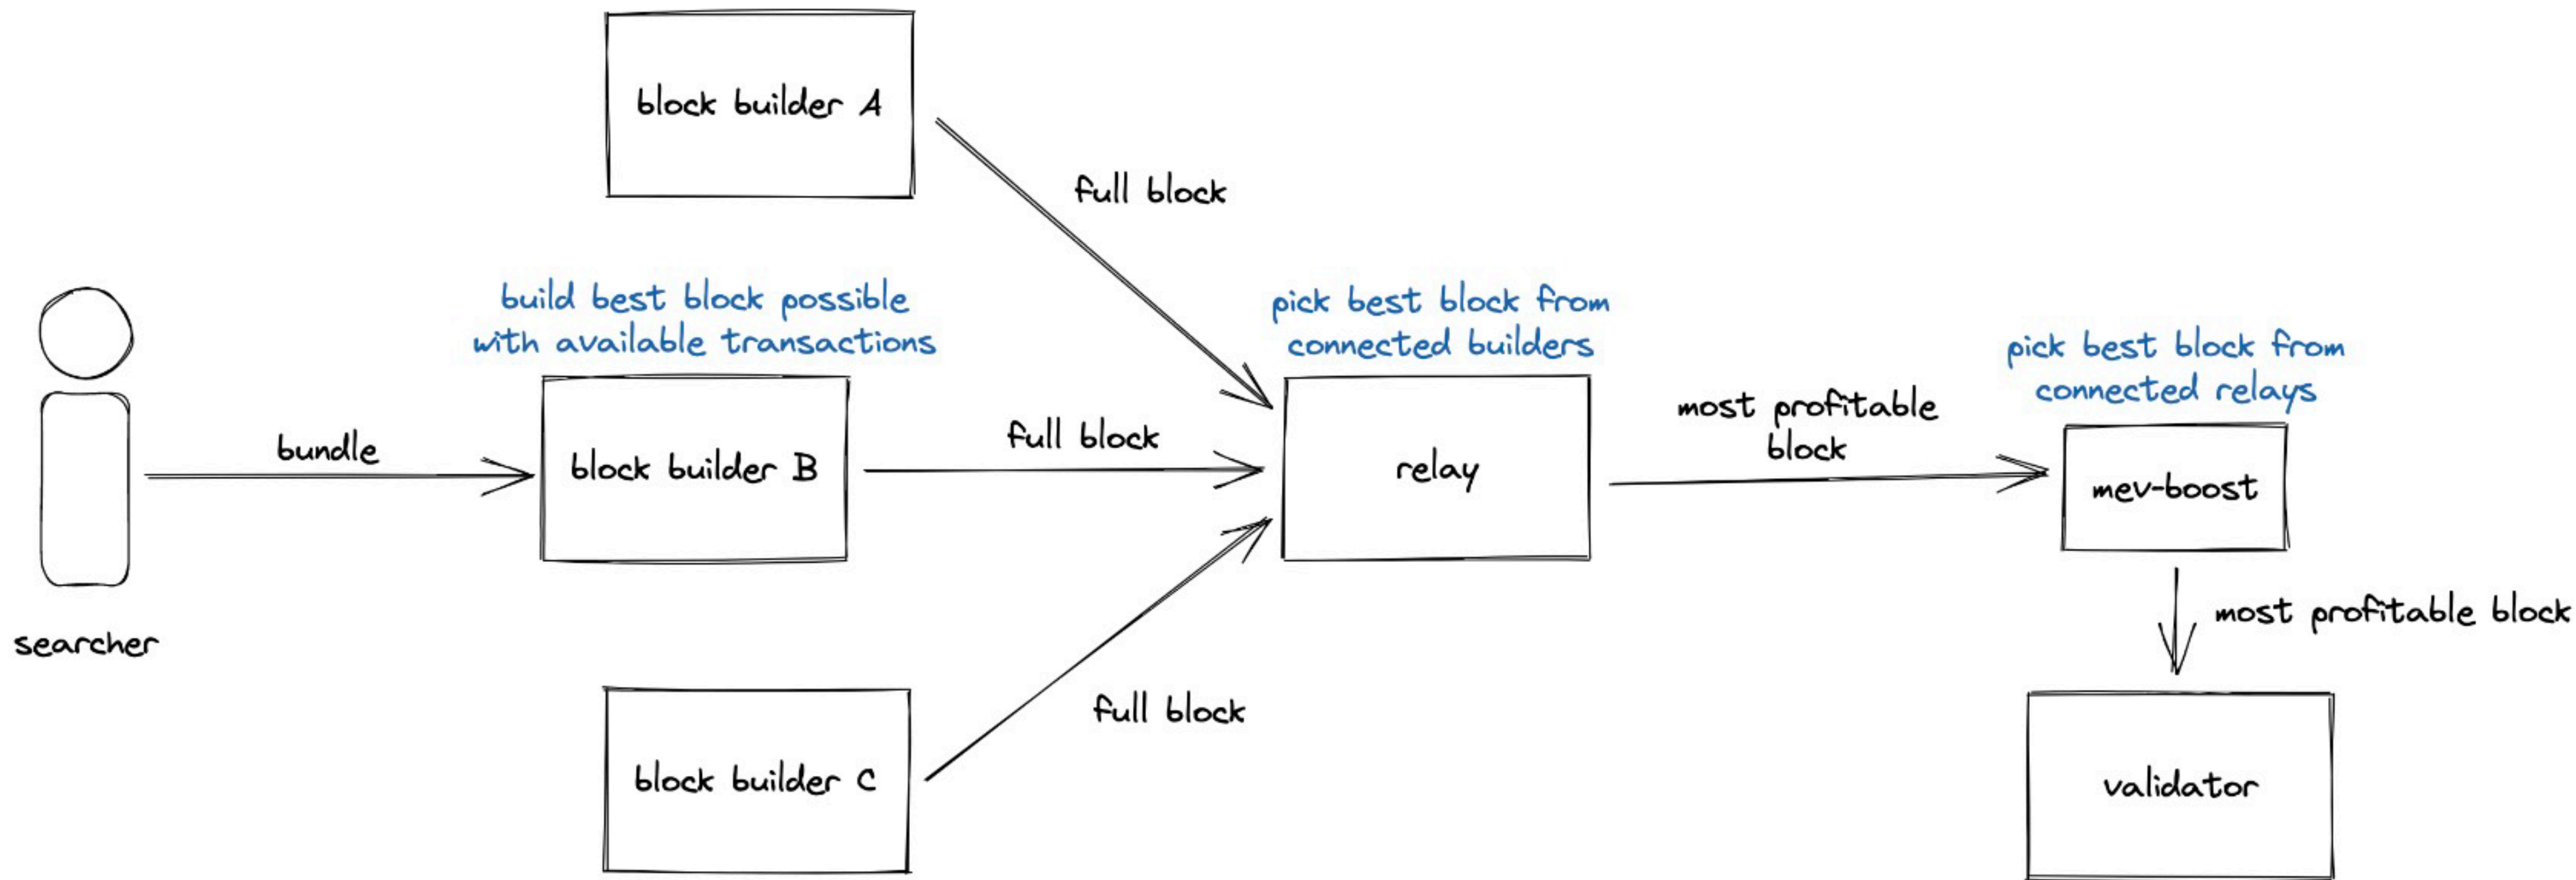 block builder A
full block
build best block possible
with available transactions
pick best block from
connected builders
pick best block from
connected relays
bundle
block builder B
full block
relay
most profitable
block
mev-boost
most profitable block
searcher
full block
block builder C
validator